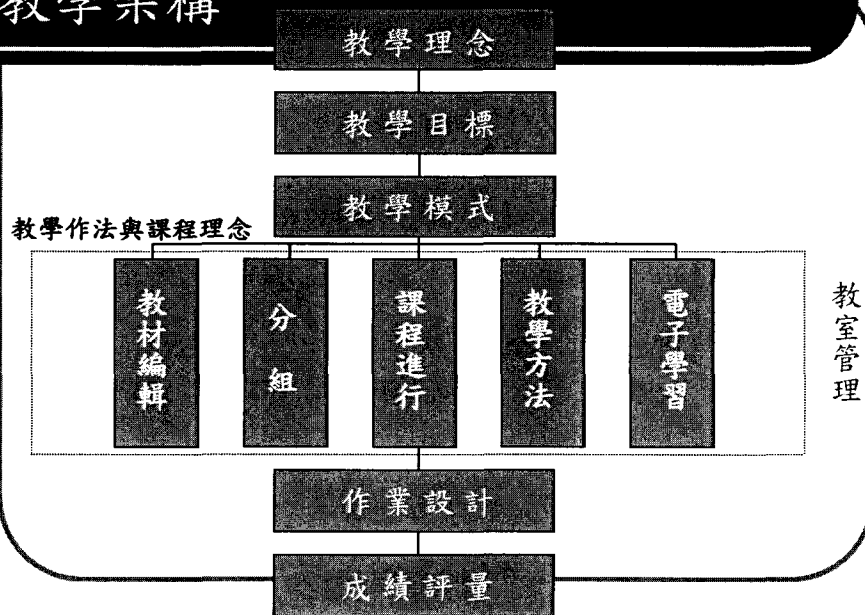 教學架構
教學理念
教學目標
教學模式
教學作法與課程理念
教材編輯
分組
課程進行
教學方法
電子學習
教室管理
作業設計
成績評量